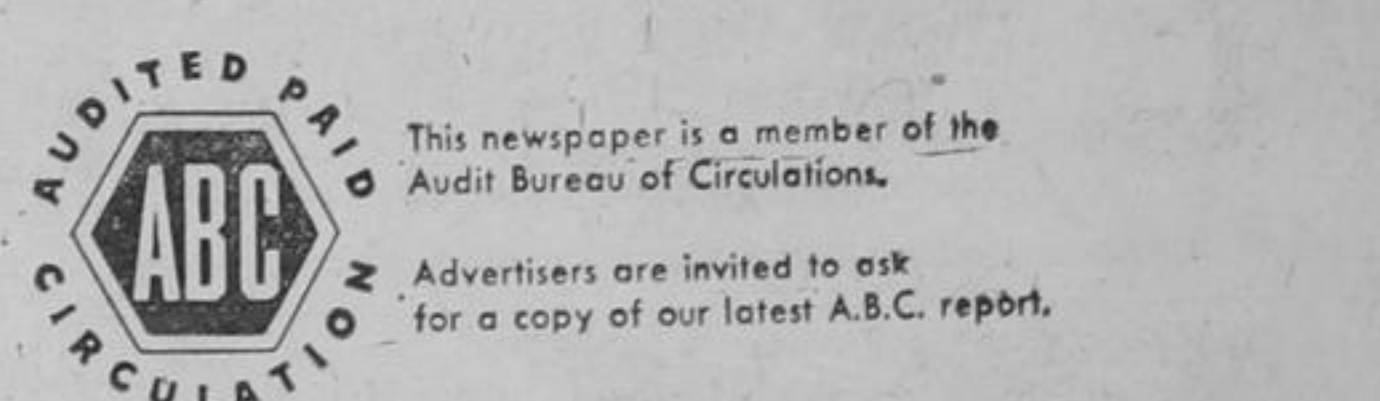 AUDITED PAID
ABC
CIRCULATION
This newspaper is a member of the
Audit Bureau of Circulations.
Advertisers are invited to ask
for a copy of our latest A.B.C. report.